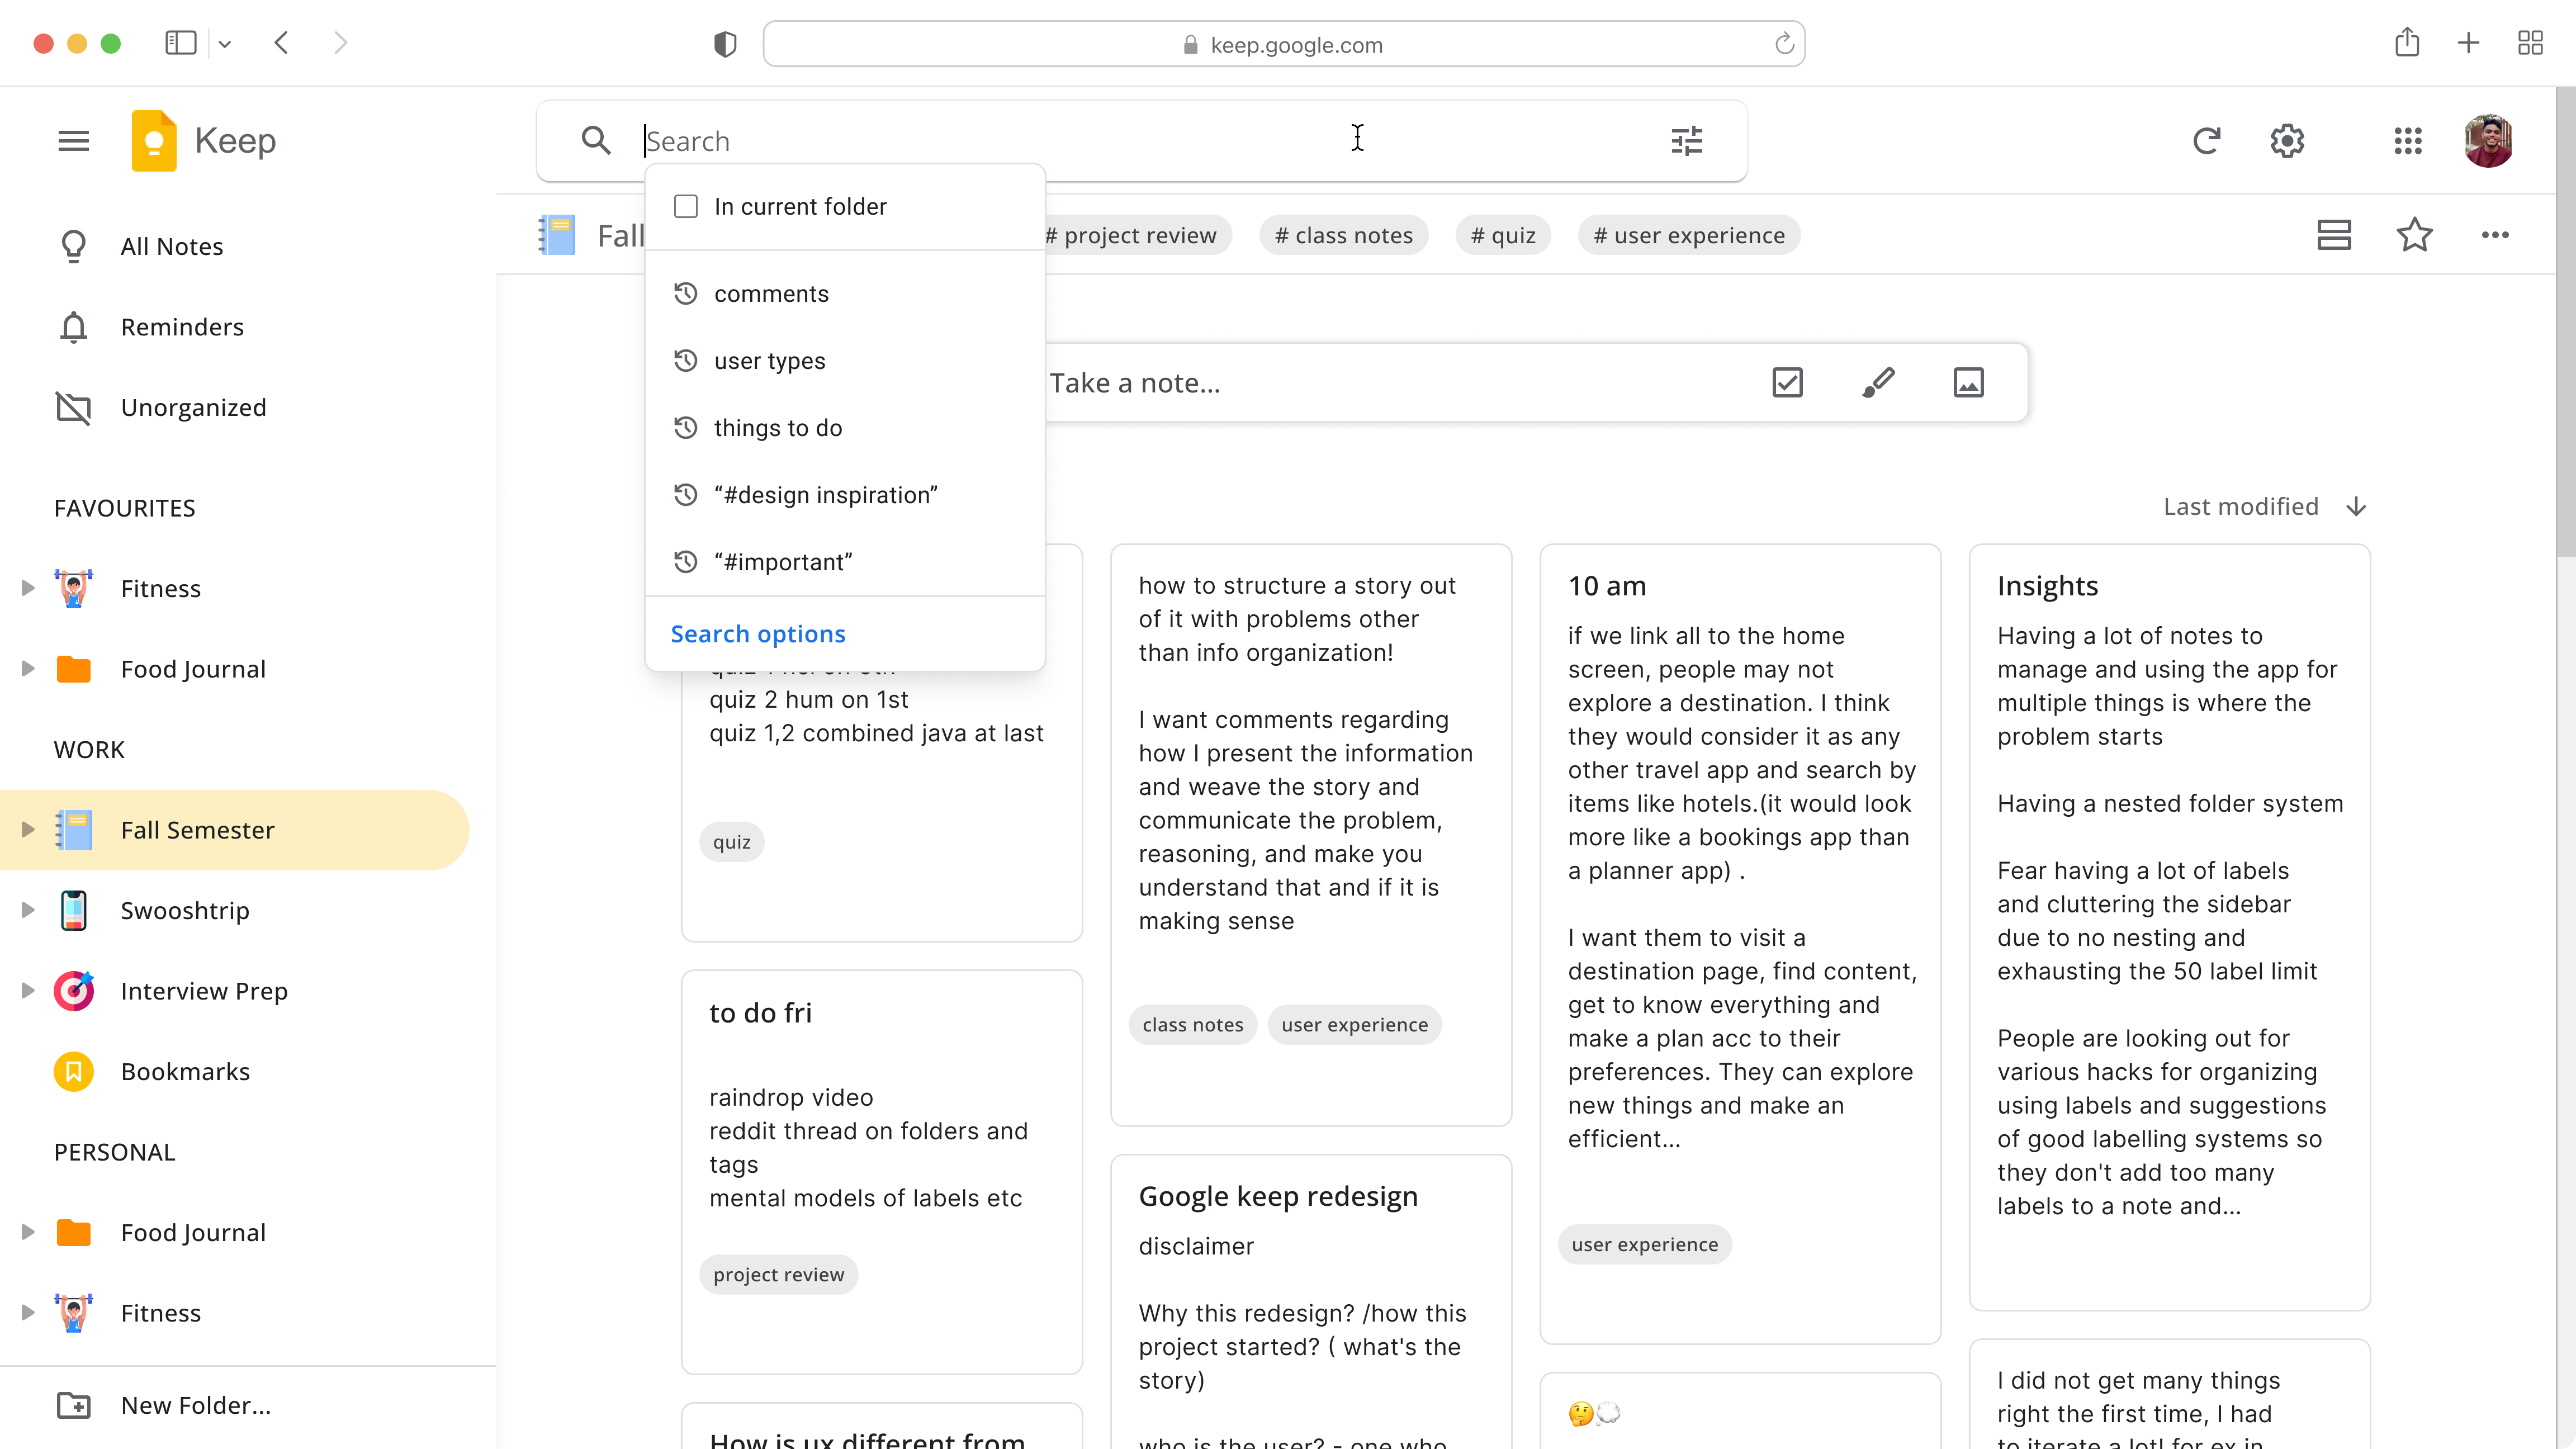 keep.google.com
Keep
Search
All Notes
Reminders
Unorganized
FAVOURITES
Fitness
Food Journal
WORK
Fall Semester
Swooshtrip
Interview Prep
Bookmarks
PERSONAL
Food Journal
Fitness
New Folder...
In current folder
comments
user types
things to do
“#design inspiration”
“#important”
Search options
Fall
# project review
# class notes
# quiz
# user experience
Take a note...
Last modified
quiz 2 hum on 1st
quiz 1,2 combined java at last
quiz
to do fri
raindrop video
reddit thread on folders and
tags
mental models of labels etc
project review
How is ux different from
how to structure a story out
of it with problems other
than info organization!
I want comments regarding
how I present the information
and weave the story and
communicate the problem,
reasoning, and make you
understand that and if it is
making sense
class notes
user experience
Google keep redesign
disclaimer
Why this redesign? /how this
project started? ( what's the
story)
who is the user? - one who
10 am
if we link all to the home
screen, people may not
explore a destination. I think
they would consider it as any
other travel app and search by
items like hotels.(it would look
more like a bookings app than
a planner app) .
I want them to visit a
destination page, find content,
get to know everything and
make a plan acc to their
preferences. They can explore
new things and make an
efficient...
user experience
🤔💭
Insights
Having a lot of notes to
manage and using the app for
multiple things is where the
problem starts
Having a nested folder system
Fear having a lot of labels
and cluttering the sidebar
due to no nesting and
exhausting the 50 label limit
People are looking out for
various hacks for organizing
using labels and suggestions
of good labelling systems so
they don't add too many
labels to a note and...
I did not get many things
right the first time, I had
to iterate a lot! for ex in